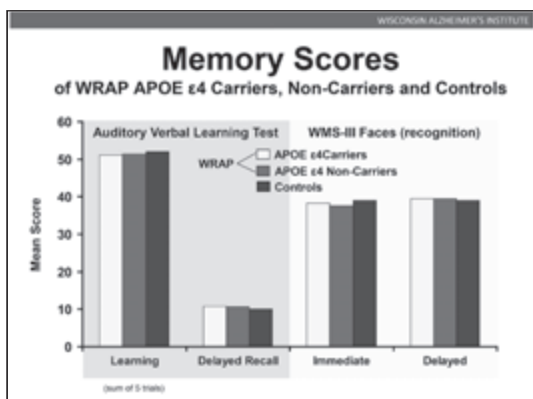 WISCONSIN ALZHEIMER'S INSTITUTE
Memory Scores
of WRAP APOE ε4 Carriers, Non-Carriers and Controls
Auditory Verbal Learning Test
WMS-III Faces (recognition)
WRAP
APOE ε4Carriers
APOE ε4 Non-Carriers
Controls
Mean Score
60
50
40
30
20
10
0
Learning
Delayed Recall
Immediate
Delayed
(sum of 5 trials)